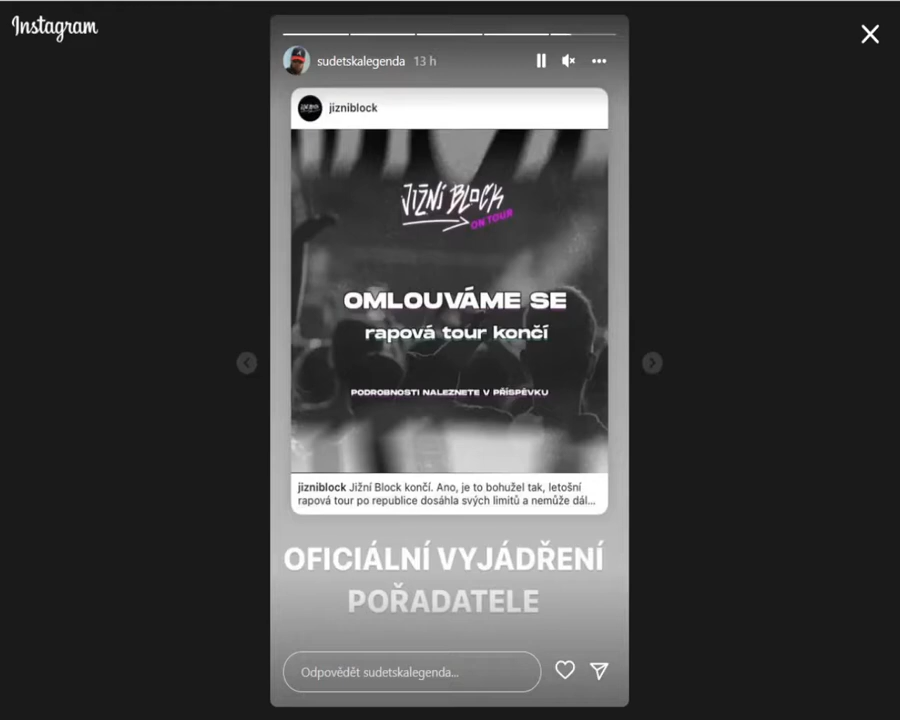 Instagram
sudetskalegenda 13 h
jizniblock
JIŽNÍ BLOCK
ON TOUR
OMLOUVÁME SE
rapová tour končí
PODROBNOSTI NALEZNETE V PŘÍSPĚVKU
jizniblock Jižní Block končí. Ano, je to bohužel tak, letošní
rapová tour po republice dosáhla svých limitů a nemůže dál...
OFICIÁLNÍ VYJÁDŘENÍ
POŘADATELE
Odpovědět sudetskalegenda...